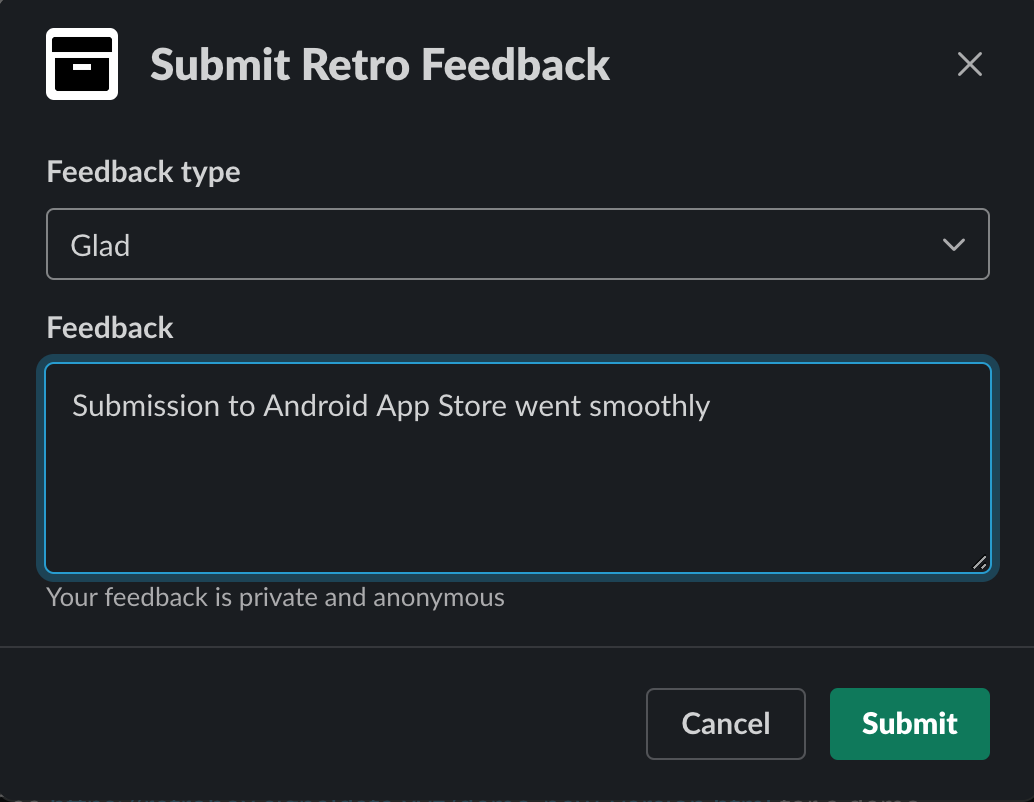 Submit Retro Feedback
Feedback type
Glad
Feedback
Submission to Android App Store went smoothly
Your feedback is private and anonymous
Cancel
Submit